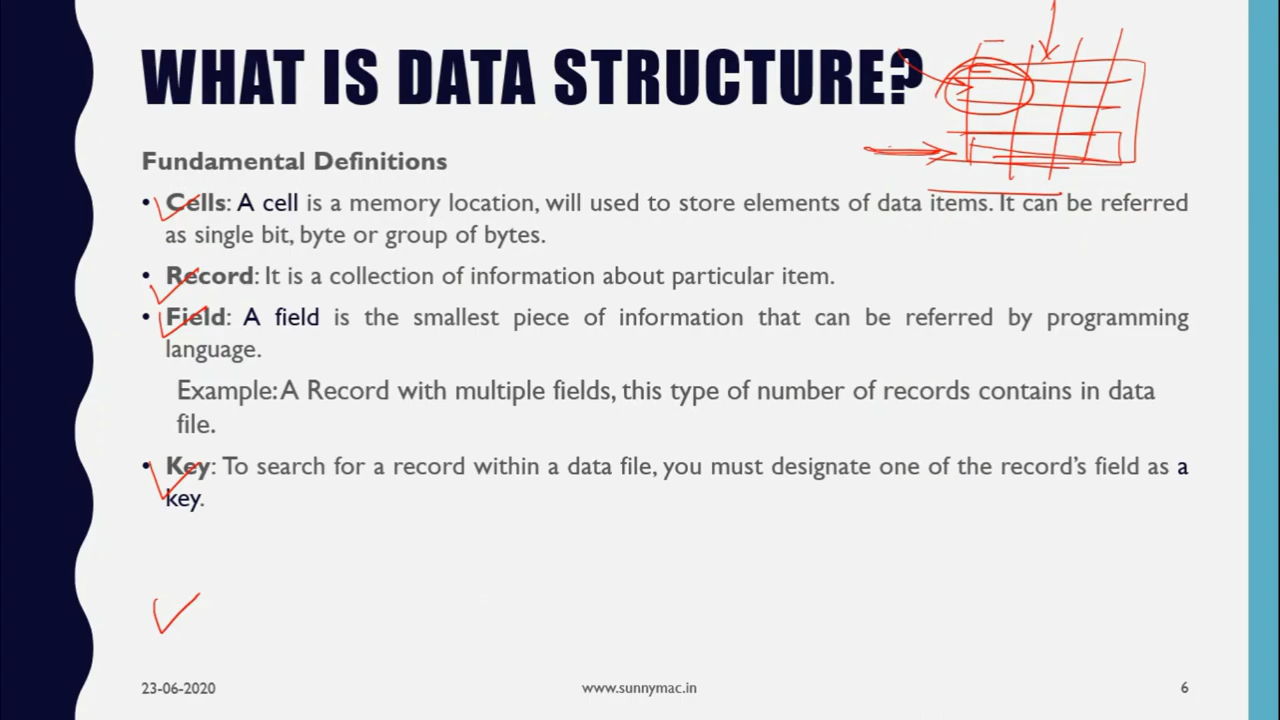 WHAT IS DATA STRUCTURE?
Fundamental Definitions
• Cells: A cell is a memory location, will used to store elements of data items. It can be referred
as single bit, byte or group of bytes.
• Record: It is a collection of information about particular item.
• Field: A field is the smallest piece of information that can be referred by programming
language.
Example: A Record with multiple fields, this type of number of records contains in data
file.
• Key: To search for a record within a data file, you must designate one of the record's field as a
key.
23-06-2020 www.sunnymac.in 6